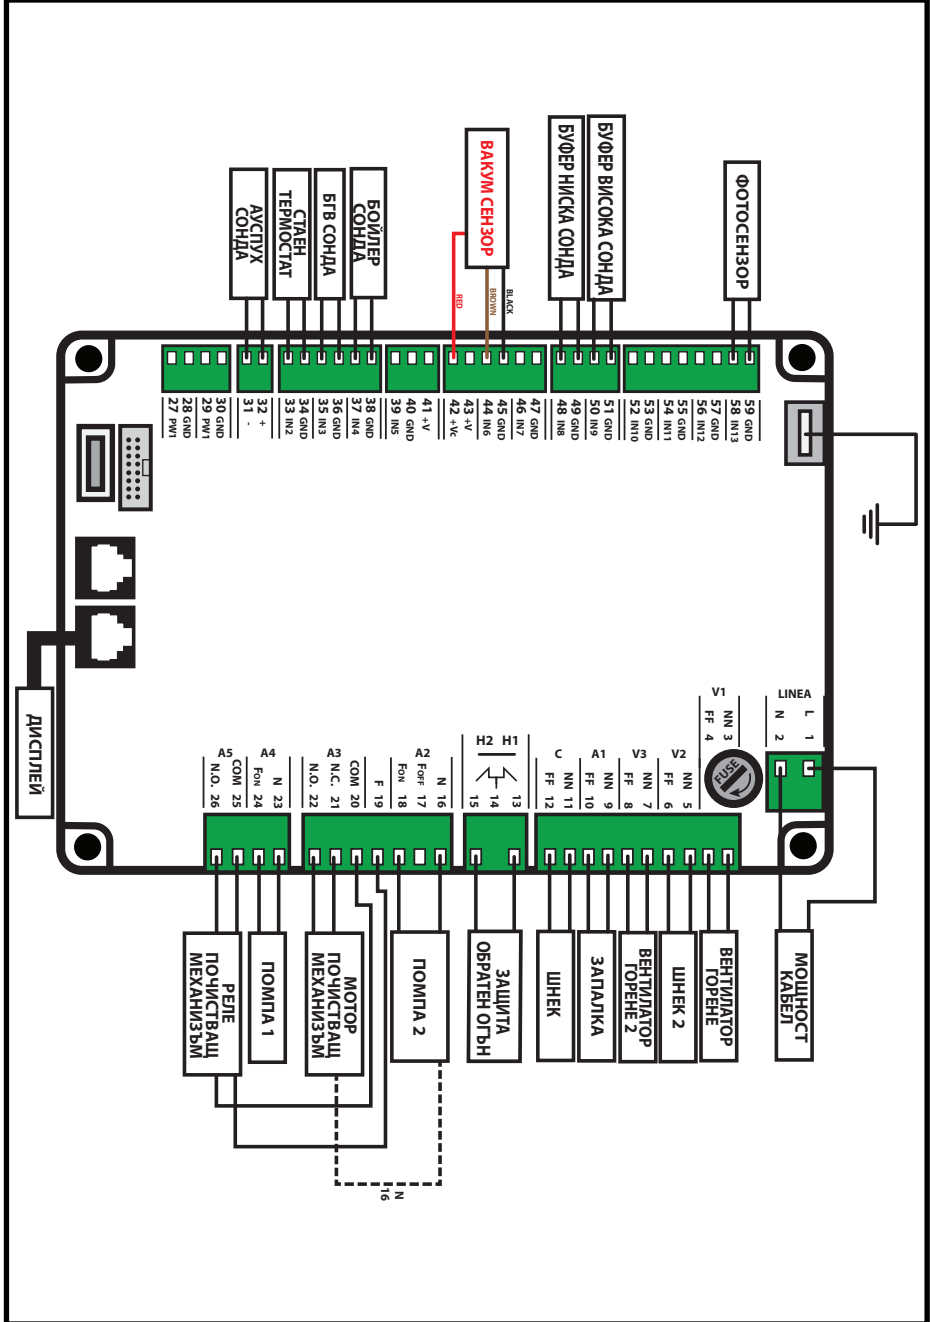 ФОТОСЕНЗОР
БУФЕР ВИСОКА СОНДА
БУФЕР НИСКА СОНДА
ВАКУМ СЕНЗОР
BLACK
BROWN
RED
БОЙЛЕР
СОНДА
БГВ СОНДА
СТАЕН
ТЕРМОСТАТ
АУСПУХ
СОНДА
59 GND
58 IN13
57 GND
56 IN12
55 GND
54 IN11
53 GND
52 IN10
51 GND
50 IN9
49 GND
48 IN8
47 GND
46 IN7
45 GND
44 IN6
43 +V
42 +Vc
41 +V
40 GND
39 IN5
38 GND
37 IN4
36 GND
35 IN3
34 GND
33 IN2
32 +
31 -
30 GND
29 PW1
28 GND
27 PW1
LINEA
L 1
N 2
V1
NN 3
FF 4
FUSE
V2
NN 5
FF 6
V3
NN 7
FF 8
A1
NN 9
FF 10
C
NN 11
FF 12
H2 H1
13
14
15
A2
N 16
FOFF 17
FON 18
F 19
A3
COM 20
N.C. 21
N.O. 22
A4
N 23
FON 24
A5
COM 25
N.O. 26
МОЩНОСТ
КАБЕЛ
ВЕНТИЛАТОР
ГОРЕНЕ
ШНЕК 2
ВЕНТИЛАТОР
ГОРЕНЕ 2
ЗАПАЛКА
ШНЕК
ЗАЩИТА
ОБРАТЕН ОГЪН
ПОМПА 2
МОТОР
ПОЧИСТВАЩ
МЕХАНИЗЪМ
ПОМПА 1
РЕЛЕ
ПОЧИСТВАЩ
МЕХАНИЗЪМ
N
16
ДИСПЛЕЙ